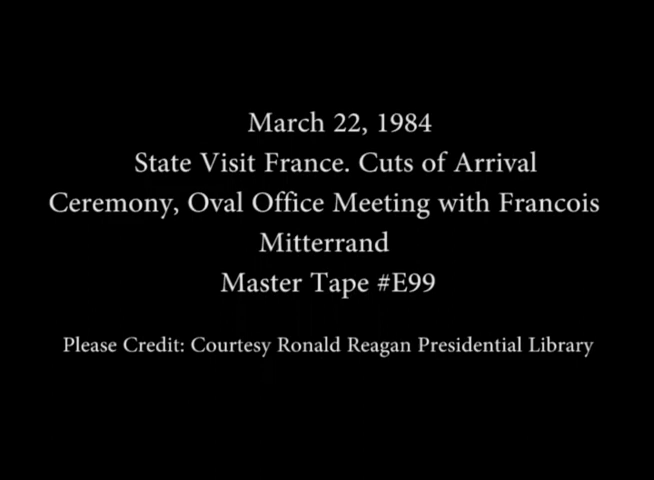 March 22, 1984
State Visit France. Cuts of Arrival
Ceremony, Oval Office Meeting with Francois
Mitterrand
Master Tape #E99
Please Credit: Courtesy Ronald Reagan Presidential Library